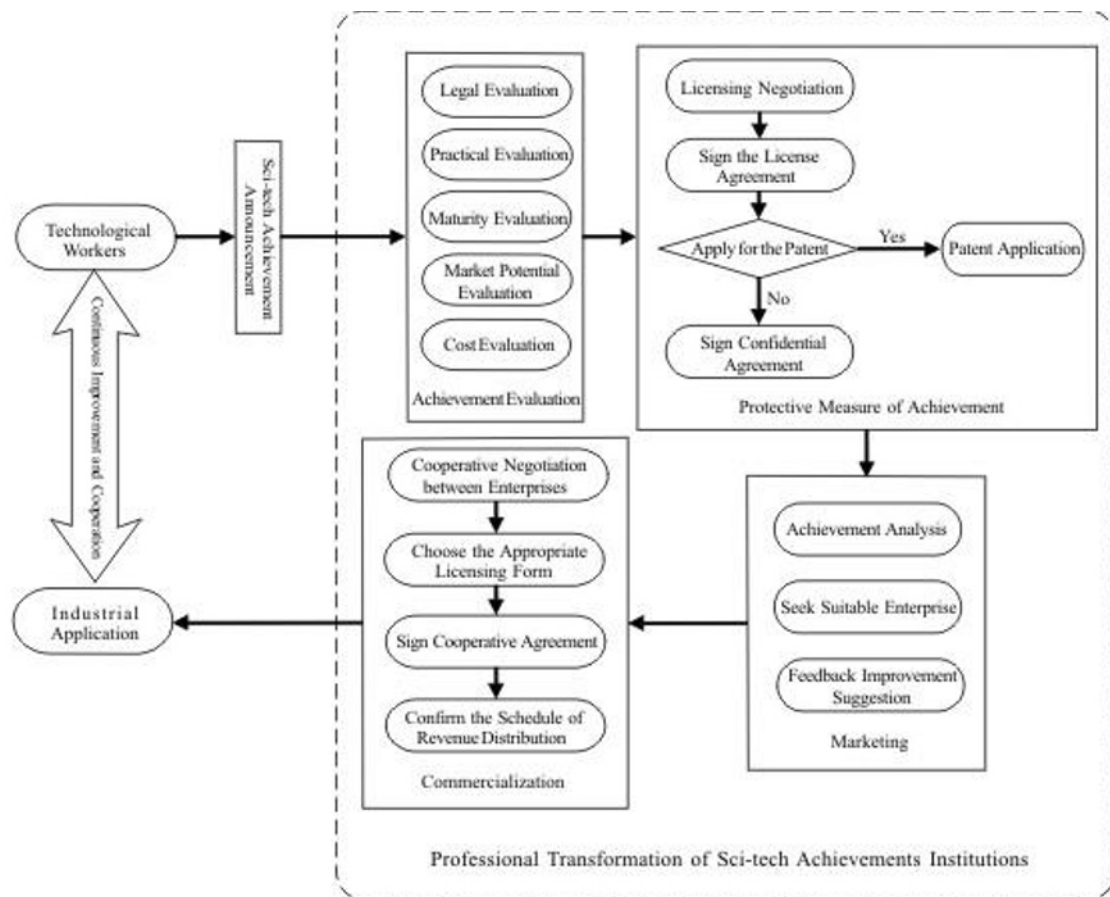 Technological
Workers
Sci-tech Achievement
Announcement
Legal Evaluation
Practical Evaluation
Maturity Evaluation
Market Potential
Evaluation
Cost Evaluation
Achievement Evaluation
Licensing Negotiation
Sign the License
Agreement
Apply for the Patent
Yes
Patent Application
No
Sign Confidential
Agreement
Protective Measure of Achievement
Continuous Improvement and Cooperation
Achievement Analysis
Seek Suitable Enterprise
Feedback Improvement
Suggestion
Marketing
Cooperative Negotiation
between Enterprises
Choose the Appropriate
Licensing Form
Sign Cooperative Agreement
Confirm the Schedule of
Revenue Distribution
Commercialization
Industrial
Application
Professional Transformation of Sci-tech Achievements Institutions